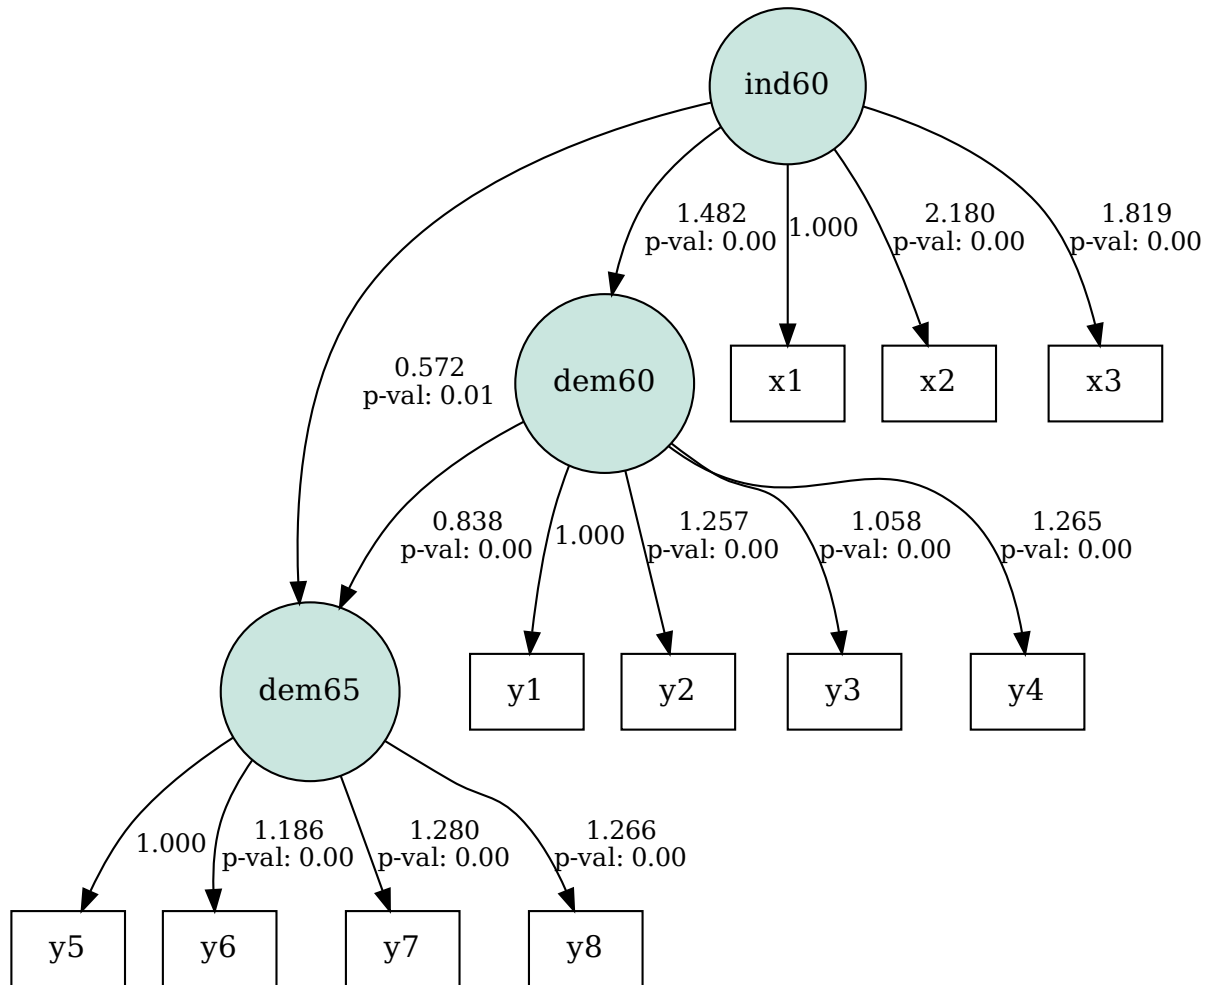 ind60
1.482
p-val: 0.00
1.000
2.180
p-val: 0.00
1.819
p-val: 0.00
0.572
p-val: 0.01
dem60
x1
x2
x3
0.838
p-val: 0.00
1.000
1.257
p-val: 0.00
1.058
p-val: 0.00
1.265
p-val: 0.00
dem65
y1
y2
y3
y4
1.000
1.186
p-val: 0.00
1.280
p-val: 0.00
1.266
p-val: 0.00
y5
y6
y7
y8